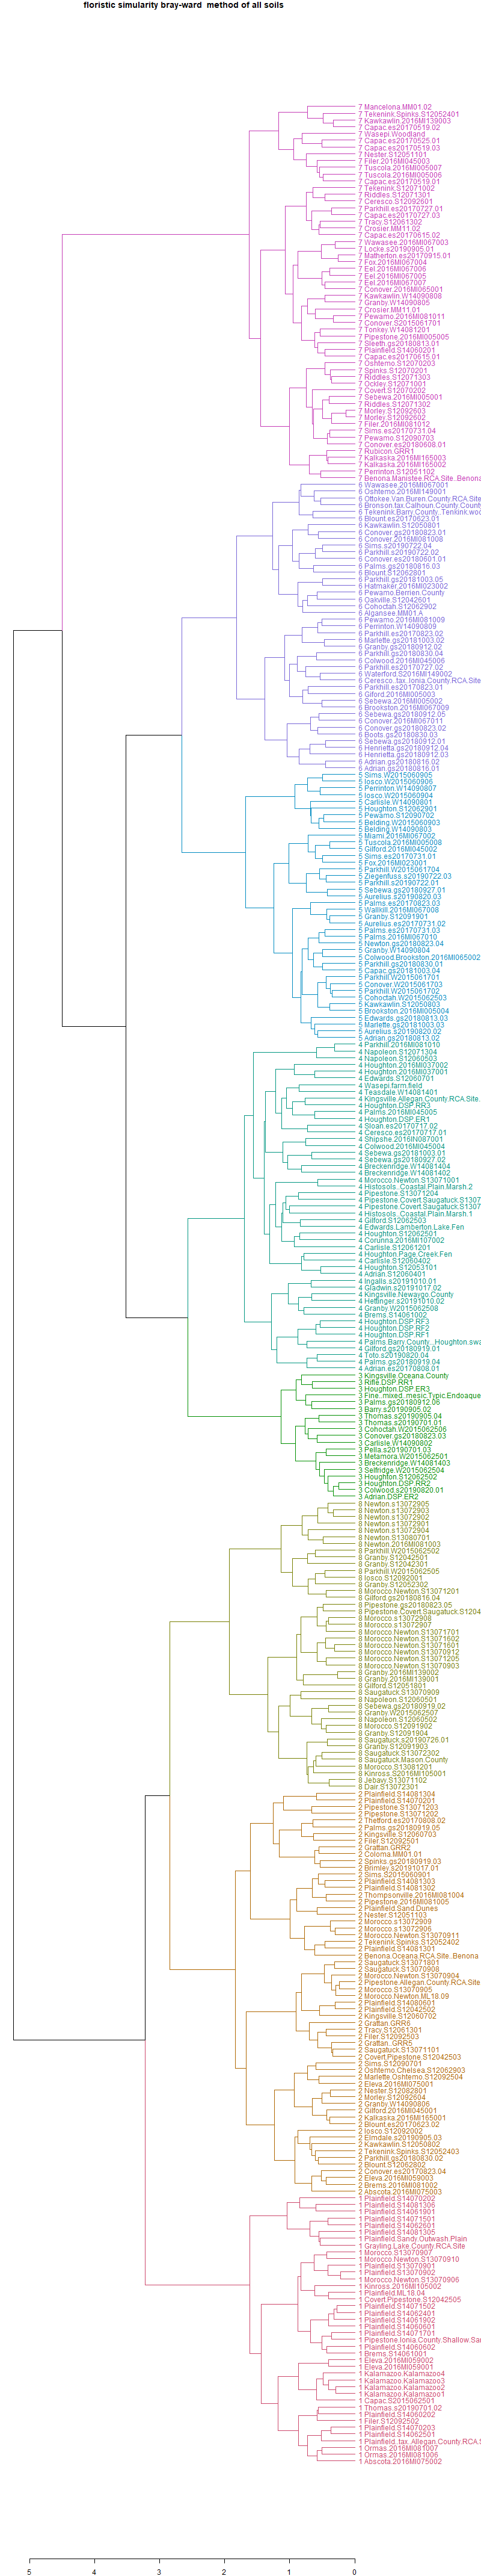 floristic simularity bray-ward  method of all soils
7 Mancelona.MM01.02
7 Tekenink.Spinks.S12052401
7 Kawkawlin.2016MI139003
7 Capac.es20170519.02
7 Wasepi.Woodland
7 Capac.es20170525.01
7 Capac.es20170519.03
7 Nester.S12051101
7 Filer.2016MI045003
7 Tuscola.2016MI005007
7 Tuscola.2016MI005006
7 Capac.es20170519.01
7 Tekenink.S12071002
7 Riddles.S12071301
7 Ceresco.S12092601
7 Parkhill.es20170727.01
7 Capac.es20170727.03
7 Tracy.S12061302
7 Crosier.MM11.02
7 Capac.es20170615.02
7 Wawasee.2016MI067003
7 Locke.s20190905.01
7 Matherton.es20170915.01
7 Fox.2016MI067004
7 Eel.2016MI067006
7 Eel.2016MI067005
7 Eel.2016MI067007
7 Conover.2016MI065001
7 Kawkawlin.W14090808
7 Granby.W14090805
7 Crosier.MM11.01
7 Pewamo.2016MI081011
7 Conover.S2015061701
7 Tonkey.W14081201
7 Pipestone.2016MI005005
7 Sleeth.gs20180813.01
7 Plainfield.S14060201
7 Capac.es20170615.01
7 Oshtemo.S12070203
7 Spinks.S12070201
7 Riddles.S12071303
7 Ockley.S12071001
7 Covert.S12070202
7 Sebewa.2016MI005001
7 Riddles.S12071302
7 Morley.S12092603
7 Morley.S12092602
7 Filer.2016MI081012
7 Sims.es20170731.04
7 Pewamo.S12090703
7 Conover.es20180608.01
7 Rubicon.GRR1
7 Kalkaska.2016MI165003
7 Kalkaska.2016MI165002
7 Perrinton.S12051102
7 Benona.Manistee.RCA.Site..Benona
6 Wawasee.2016MI067001
6 Oshtemo.2016MI149001
6 Ottokee.Van.Buren.County.RCA.Site
6 Bronson.tax.Calhoun.County.County
6 Tekenink.Barry.County..Tenkink.woo
6 Blount.es20170623.01
6 Kawkawlin.S12050801
6 Conover.gs20180823.01
6 Conover.2016MI081008
6 Sims.s20190722.04
6 Parkhill.s20190722.02
6 Conover.es20180601.01
6 Palms.gs20180816.03
6 Blount.S12062801
6 Parkhill.gs20181003.05
6 Hatmaker.2016MI023002
6 Pewamo.Berrien.County
6 Oakville.S12042601
6 Cohoctah.S12062902
6 Algansee.MM01.A
6 Pewamo.2016MI081009
6 Perrinton.W14090809
6 Parkhill.es20170823.02
6 Marlette.gs20181003.02
6 Granby.gs20180912.02
6 Parkhill.gs20180830.04
6 Colwood.2016MI045006
6 Parkhill.es20170727.02
6 Waterford.S2016MI149002
6 Ceresco.tax.Ionia.County.RCA.Site
6 Parkhill.es20170823.01
6 Gilford.2016MI005003
6 Sebewa.2016MI005002
6 Brookston.2016MI067009
6 Sebewa.gs20180912.05
6 Conover.2016MI067011
6 Conover.gs20180823.02
6 Boots.gs20180830.03
6 Sebewa.gs20180912.01
6 Henrietta.gs20180912.04
6 Henrietta.gs20180912.03
6 Adrian.gs20180816.02
6 Adrian.gs20180816.01
5 Sims.W2015060905
5 Iosco.W2015060906
5 Perrinton.W14090807
5 Iosco.W2015060904
5 Carlisle.W14090801
5 Houghton.S12062901
5 Pewamo.S12090702
5 Belding.W2015060903
5 Belding.W14090803
5 Miami.2016MI067002
5 Tuscola.2016MI005008
5 Gilford.2016MI045002
5 Sims.es20170731.01
5 Fox.2016MI023001
5 Parkhill.W2015061704
5 Ziegenfuss.s20190722.03
5 Parkhill.s20190722.01
5 Sebewa.gs20180927.01
5 Aurelius.s20190820.03
5 Palms.es20170823.03
5 Wallkill.2016MI067008
5 Granby.S12091901
5 Aurelius.es20170731.02
5 Palms.es20170731.03
5 Palms.2016MI067010
5 Newton.gs20180823.04
5 Granby.W14090804
5 Colwood.Brookston.2016MI065002
5 Parkhill.gs20180830.01
5 Capac.gs20181003.04
5 Parkhill.W2015061701
5 Conover.W2015061703
5 Parkhill.W2015061702
5 Cohoctah.W2015062503
5 Kawkawlin.S12050803
5 Brookston.2016MI005004
5 Edwards.gs20180813.03
5 Marlette.gs20181003.03
5 Aurelius.s20190820.02
5 Adrian.gs20180813.02
4 Parkhill.2016MI081010
4 Napoleon.S12071304
4 Napoleon.S12060503
4 Houghton.2016MI037002
4 Houghton.2016MI037001
4 Edwards.S12060701
4 Wasepi.farm.field
4 Teasdale.W14081401
4 Kingsville.Allegan.County.RCA.Site.
4 Houghton.DSP.RR3
4 Palms.2016MI045005
4 Houghton.DSP.ER1
4 Sloan.es20170717.02
4 Ceresco.es20170717.01
4 Shipshe.2016IN087001
4 Colwood.2016MI045004
4 Sebewa.gs20181003.01
4 Sebewa.gs20180927.02
4 Breckenridge.W14081404
4 Breckenridge.W14081402
4 Morocco.Newton.S13071001
4 Histosols..Coastal.Plain.Marsh.2
4 Pipestone.S13071204
4 Pipestone.Covert.Saugatuck.S1307
4 Pipestone.Covert.Saugatuck.S1307
4 Histosols..Coastal.Plain.Marsh.1
4 Gilford.S12062503
4 Edwards.Lamberton.Lake.Fen
4 Houghton.S12062501
4 Corunna.2016MI107002
4 Carlisle.S12061201
4 Houghton.Page.Creek.Fen
4 Carlisle.S12060402
4 Houghton.S12053101
4 Adrian.S12060401
4 Ingalls.s20191010.01
4 Gladwin.s20191017.02
4 Kingsville.Newaygo.County
4 Hettinger.s20191010.02
4 Granby.W2015062508
4 Brems.S14061002
4 Houghton.DSP.RF3
4 Houghton.DSP.RF2
4 Houghton.DSP.RF1
4 Palms.Barry.County...Houghton.swa
4 Gilford.gs20180919.01
4 Toto.s20190820.04
4 Palms.gs20180919.04
4 Adrian.es20170808.01
3 Kingsville.Oceana.County
3 Rifle.DSP.RR1
3 Houghton.DSP.ER3
3 Fine..mixed..mesic.Typic.Endoaque
3 Palms.gs20180912.06
3 Barry.s20190905.02
3 Thomas.s20190905.04
3 Thomas.s20190701.01
3 Cohoctah.W2015062506
3 Conover.gs20180823.03
3 Carlisle.W14090802
3 Pella.s20190701.03
3 Metamora.W2015062501
3 Breckenridge.W14081403
3 Selfridge.W2015062504
3 Houghton.S12062502
3 Houghton.DSP.RR2
3 Colwood.s20190820.01
3 Adrian.DSP.ER2
8 Newton.s13072905
8 Newton.s13072903
8 Newton.s13072902
8 Newton.s13072901
8 Newton.s13072904
8 Newton.S13080701
8 Newton.2016MI081003
8 Parkhill.W2015062502
8 Granby.S12042501
8 Granby.S12042301
8 Parkhill.W2015062505
8 Iosco.S12092001
8 Granby.S12052302
8 Morocco.Newton.S13071201
8 Gilford.gs20180816.04
8 Pipestone.gs20180823.05
8 Pipestone.Covert.Saugatuck.S1204
8 Morocco.s13072908
8 Morocco.s13072907
8 Morocco.Newton.S13071701
8 Morocco.Newton.S13071602
8 Morocco.Newton.S13071601
8 Morocco.Newton.S13070912
8 Morocco.Newton.S13071205
8 Morocco.Newton.S13070903
8 Granby.2016MI139002
8 Granby.2016MI139001
8 Gilford.S12051801
8 Saugatuck.S13070909
8 Napoleon.S12060501
8 Sebewa.gs20180919.02
8 Granby.W2015062507
8 Napoleon.S12060502
8 Morocco.S12091902
8 Granby.S12091904
8 Saugatuck.s20190726.01
8 Granby.S12091903
8 Saugatuck.S13072302
8 Saugatuck.Mason.County
8 Morocco.S13081201
8 Kinross.S2016MI105001
8 Jebavy.S13071102
8 Dair.S13072301
2 Plainfield.S14081304
2 Plainfield.S14070201
2 Pipestone.S13071203
2 Pipestone.S13071202
2 Thetford.es20170808.02
2 Palms.gs20180919.05
2 Kingsville.S12060703
2 Filer.S12092501
2 Grattan.GRR2
2 Coloma.MM01.01
2 Spinks.gs20180919.03
2 Brimley.s20191017.01
2 Sims.S2015060901
2 Plainfield.S14081303
2 Plainfield.S14081302
2 Thompsonville.2016MI081004
2 Pipestone.2016MI081005
2 Plainfield.Sand.Dunes
2 Nester.S12051103
2 Morocco.s13072909
2 Morocco.s13072906
2 Morocco.Newton.S13070911
2 Tekenink.Spinks.S12052402
2 Plainfield.S14081301
2 Benona.Oceana.RCA.Site..Benona
2 Saugatuck.S13071801
2 Saugatuck.S13070908
2 Morocco.Newton.S13070904
2 Pipestone.Allegan.County.RCA.Site
2 Morocco.S13070905
2 Morocco.Newton.ML18.09
2 Plainfield.S14080601
2 Plainfield.S12042502
2 Kingsville.S12060702
2 Grattan.GRR6
2 Tracy.S12061301
2 Filer.S12092503
2 Grattan..GRR5
2 Saugatuck.S13071101
2 Covert.Pipestone.S12042503
2 Sims.S12090701
2 Oshtemo.Chelsea.S12062903
2 Marlette.Oshtemo.S12092504
2 Eleva.2016MI075001
2 Nester.S12082801
2 Morley.S12092604
2 Granby.W14090806
2 Gilford.2016MI045001
2 Kalkaska.2016MI165001
2 Blount.es20170623.02
2 Iosco.S12092002
2 Elmdale.s20190905.03
2 Kawkawlin.S12050802
2 Tekenink.Spinks.S12052403
2 Parkhill.gs20180830.02
2 Blount.S12062802
2 Conover.es20170823.04
2 Eleva.2016MI059003
2 Brems.2016MI081002
2 Abscota.2016MI075003
1 Plainfield.S14070202
1 Plainfield.S14081306
1 Plainfield.S14061901
1 Plainfield.S14071501
1 Plainfield.S14062601
1 Plainfield.S14081305
1 Plainfield.Sandy.Outwash.Plain
1 Grayling.Lake.County.RCA.Site
1 Morocco.S13070907
1 Morocco.Newton.S13070910
1 Plainfield.S13070901
1 Plainfield.S13070902
1 Morocco.Newton.S13070906
1 Kinross.2016MI105002
1 Plainfield.ML18.04
1 Covert.Pipestone.S12042505
1 Plainfield.S14071502
1 Plainfield.S14062401
1 Plainfield.S14061902
1 Plainfield.S14060601
1 Plainfield.S14071701
1 Pipestone.Ionia.County.Shallow.San
1 Plainfield.S14060602
1 Brems.S14061001
1 Eleva.2016MI059002
1 Eleva.2016MI059001
1 Kalamazoo.Kalamazoo4
1 Kalamazoo.Kalamazoo3
1 Kalamazoo.Kalamazoo2
1 Kalamazoo.Kalamazoo1
1 Capac.S2015062501
1 Thomas.s20190701.02
1 Plainfield.S14060202
1 Filer.S12092502
1 Plainfield.S14070203
1 Plainfield.S14062501
1 Plainfield..tax..Allegan.County.RCA.S
1 Ormas.2016MI081007
1 Ormas.2016MI081006
1 Abscota.2016MI075002
5 4 3 2 1 0